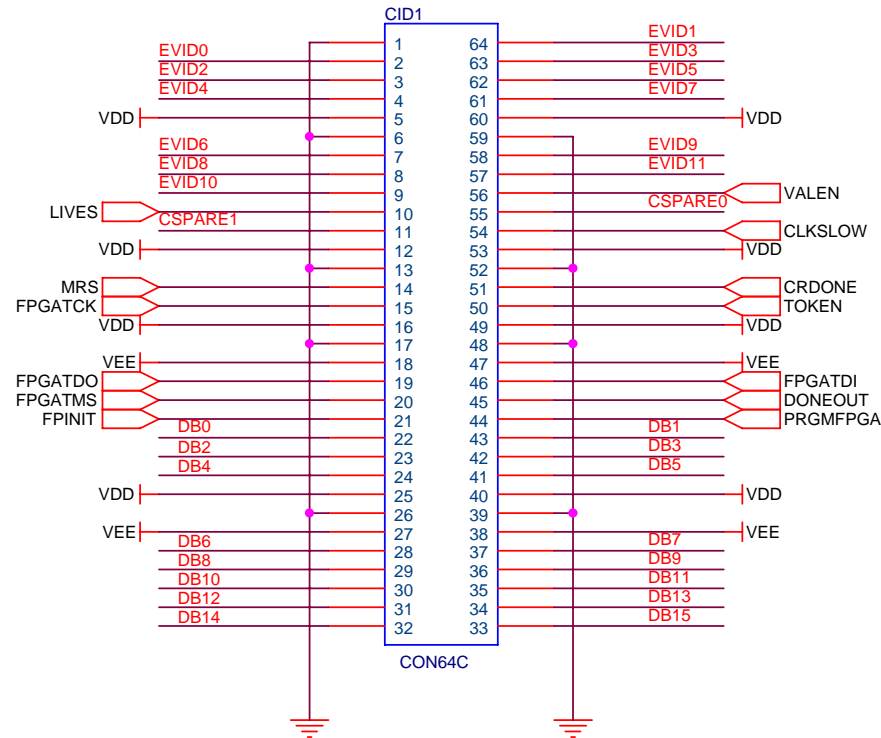 CID1
1 64 EVID1
EVID0 2 63 EVID3
EVID2 3 62 EVID5
EVID4 4 61 EVID7
VDD 5 60 VDD
6 59
EVID6 7 58 EVID9
EVID8 8 57 EVID11
EVID10 9 56 VALEN
LIVES 10 55 CSPARE0
CSPARE1 11 54 CLKSLOW
VDD 12 53 VDD
13 52
MRS 14 51 CRDONE
FPGATCK 15 50 TOKEN
VDD 16 49 VDD
17 48
VEE 18 47 VEE
FPGATDO 19 46 FPGATDI
FPGATMS 20 45 DONEOUT
FPINIT 21 44 PRGMFPGA
DB0 22 43 DB1
DB2 23 42 DB3
DB4 24 41 DB5
VDD 25 40 VDD
26 39
VEE 27 38 VEE
DB6 28 37 DB7
DB8 29 36 DB9
DB10 30 35 DB11
DB12 31 34 DB13
DB14 32 33 DB15
CON64C